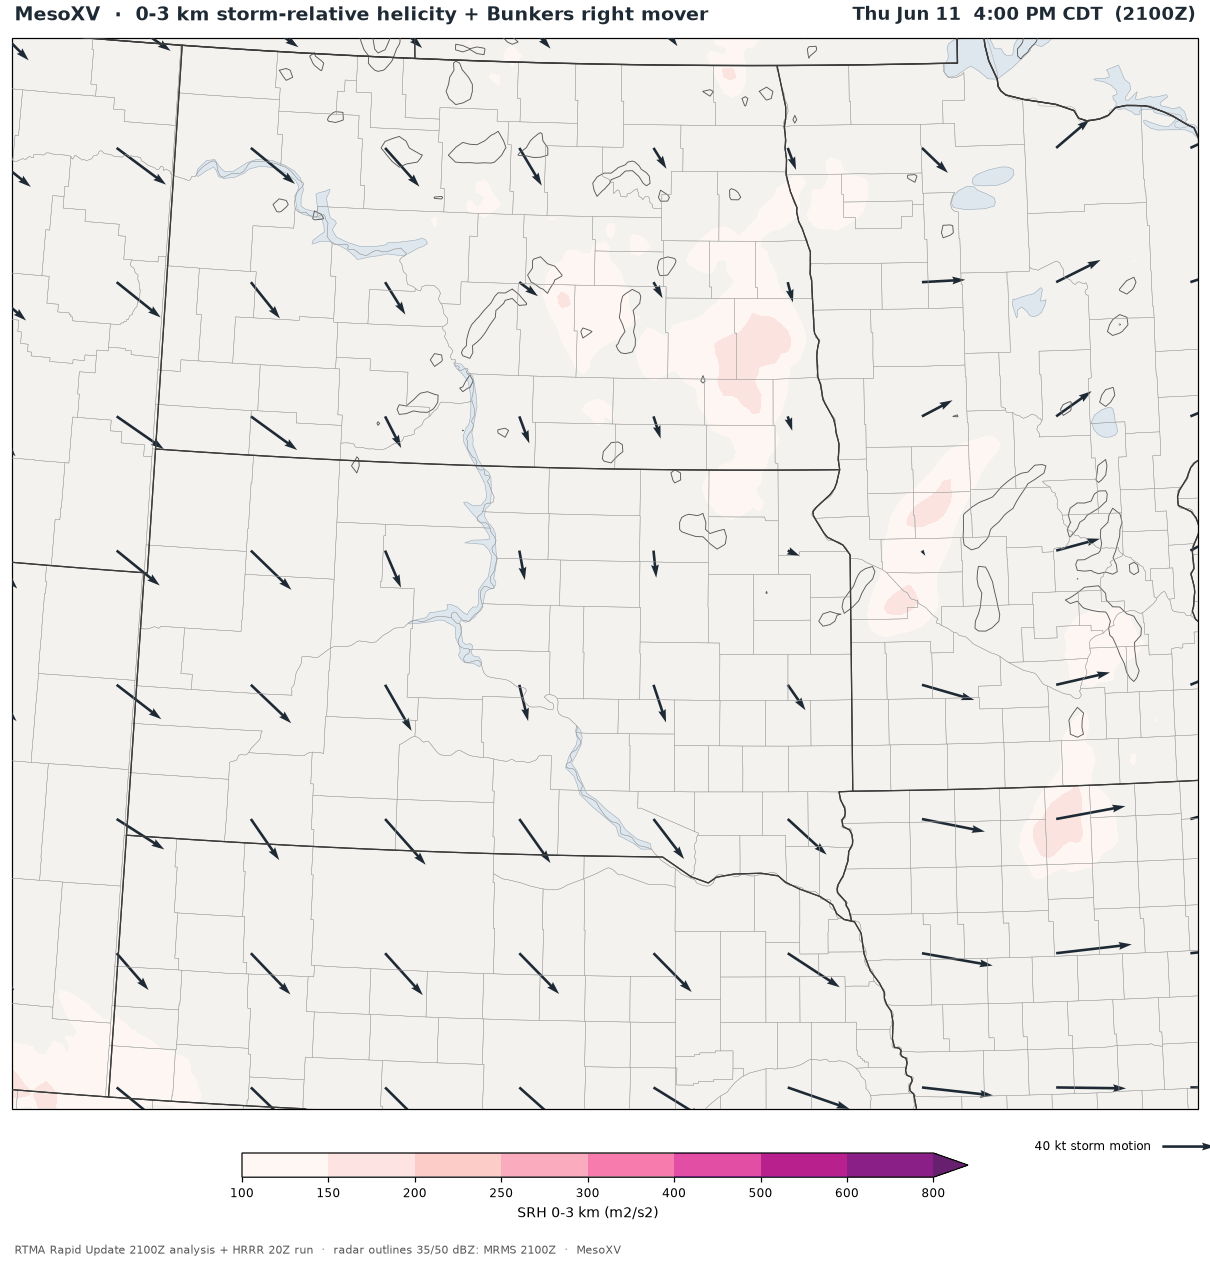 MesoXV · 0-3 km storm-relative helicity + Bunkers right mover
Thu Jun 11 4:00 PM CDT (2100Z)
40 kt storm motion
100 150 200 250 300 400 500 600 800
SRH 0-3 km (m2/s2)
RTMA Rapid Update 2100Z analysis + HRRR 20Z run · radar outlines 35/50 dBZ: MRMS 2100Z · MesoXV